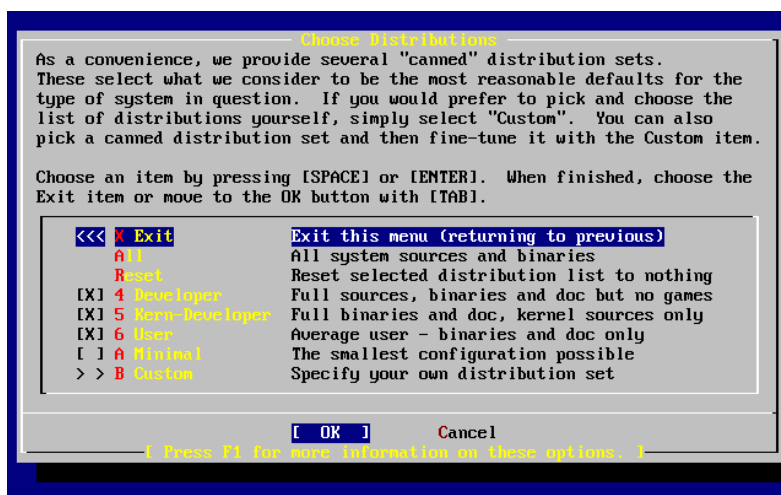 Choose Distributions
As a convenience, we provide several "canned" distribution sets.
These select what we consider to be the most reasonable defaults for the
type of system in question.  If you would prefer to pick and choose the
list of distributions yourself, simply select "Custom".  You can also
pick a canned distribution set and then fine-tune it with the Custom item.
Choose an item by pressing [SPACE] or [ENTER].  When finished, choose the
Exit item or move to the OK button with [TAB].
<<< X Exit Exit this menu (returning to previous)
All All system sources and binaries
Reset Reset selected distribution list to nothing
[X] 4 Developer Full sources, binaries and doc but no games
[X] 5 Kern-Developer Full binaries and doc, kernel sources only
[X] 6 User Average user - binaries and doc only
[ ] A Minimal The smallest configuration possible
> > B Custom Specify your own distribution set
[ OK ] Cancel
[ Press F1 for more information on these options. ]